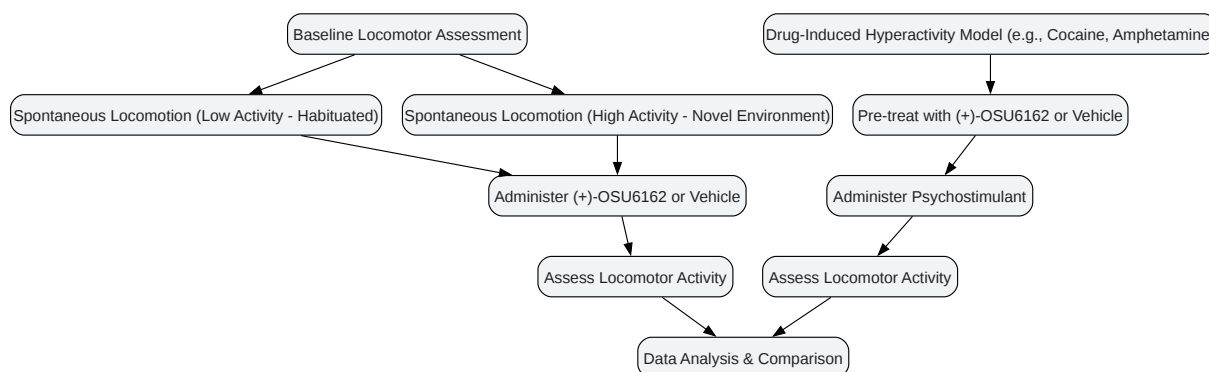 Baseline Locomotor Assessment
Drug-Induced Hyperactivity Model (e.g., Cocaine, Amphetamine
Spontaneous Locomotion (Low Activity - Habituated)
Spontaneous Locomotion (High Activity - Novel Environment)
Pre-treat with (+)-OSU6162 or Vehicle
Administer (+)-OSU6162 or Vehicle
Administer Psychostimulant
Assess Locomotor Activity
Assess Locomotor Activity
Data Analysis & Comparison